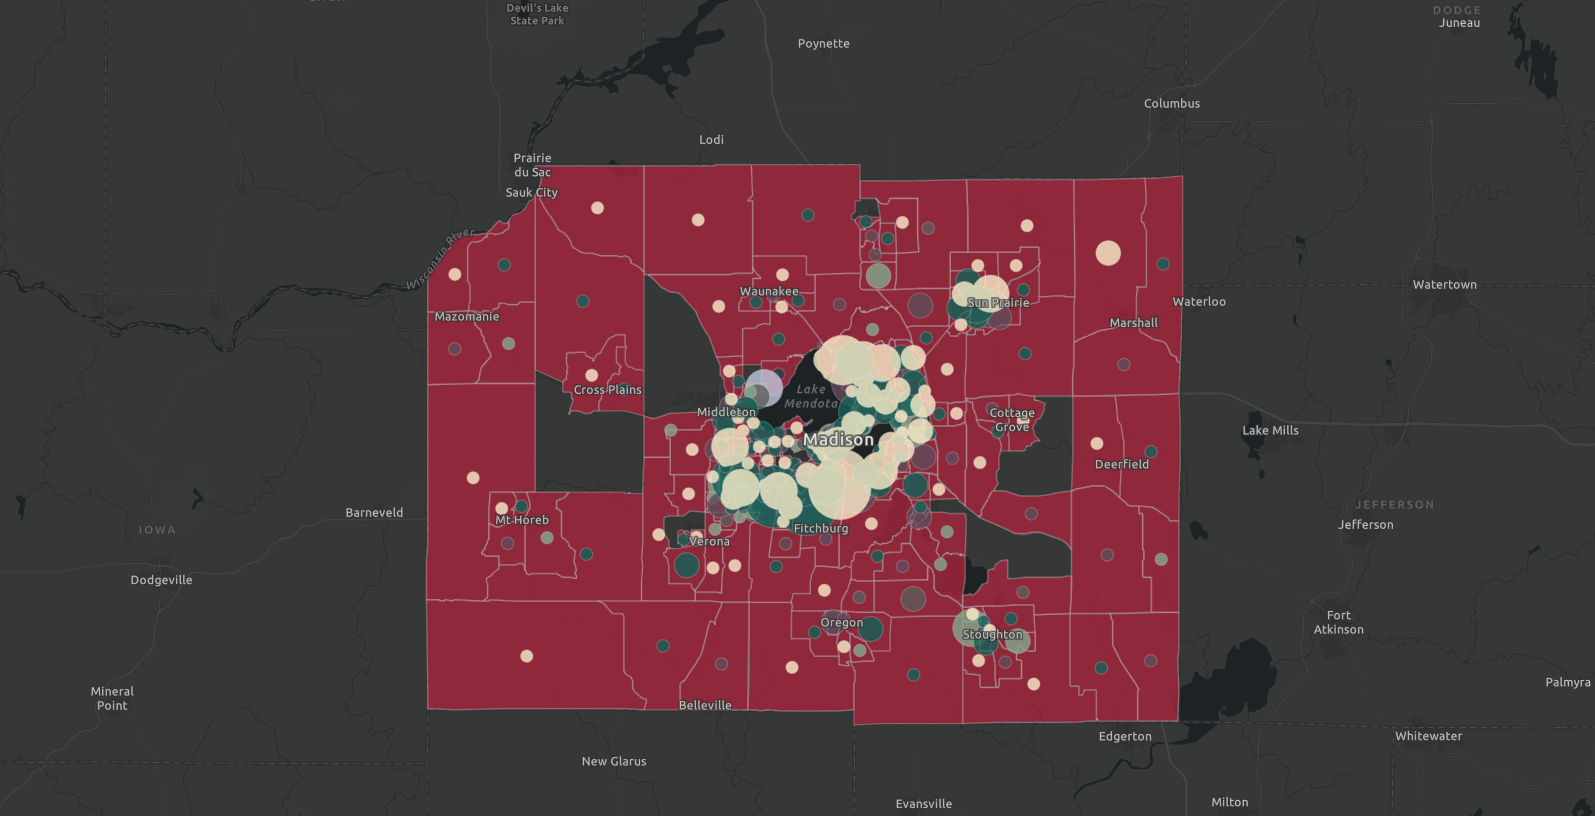 Devil's Lake
State Park
DODGE
Juneau
Poynette
Columbus
Lodi
Prairie
du Sac
Sauk City
Wisconsin River
Waunakee
Sun Prairie
Waterloo
Watertown
Mazomanie
Marshall
Cross Plains
Lake
Mendota
Middleton
Cottage
Grove
Lake Mills
Madison
Deerfield
JEFFERSON
Jefferson
Barneveld
IOWA
Mt Horeb
Fitchburg
Verona
Dodgeville
Fort
Atkinson
Oregon
Stoughton
Mineral
Point
Palmyra
Belleville
Edgerton
Whitewater
New Glarus
Evansville
Milton